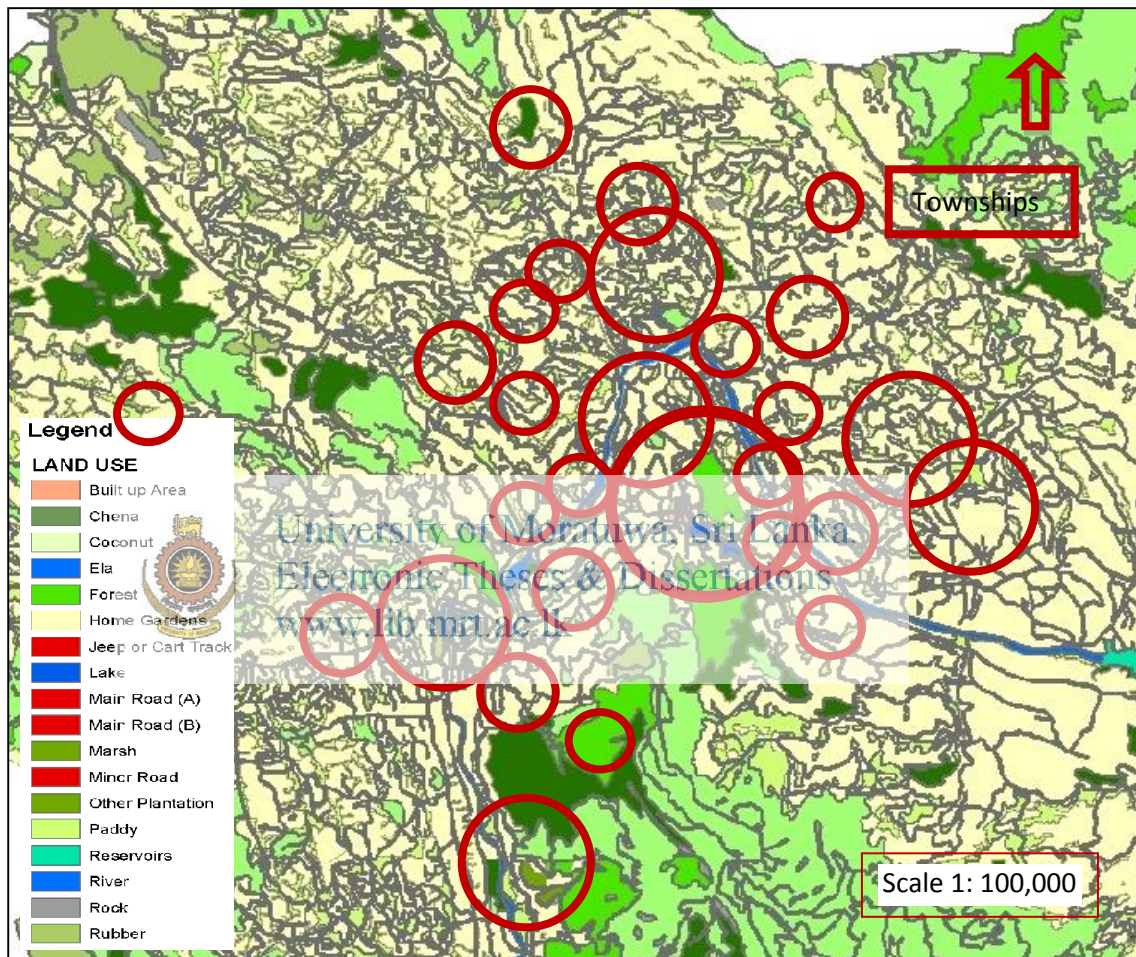 Townships
Legend
LAND USE
Built up Area
Chena
Coconut
Ela
Forest
Home Gardens
Jeep or Cart Track
Lake
Main Road (A)
Main Road (B)
Marsh
Minor Road
Other Plantation
Paddy
Reservoirs
River
Rock
Rubber
University of Moratuwa, Sri Lanka.
Electronic Theses & Dissertations
www.lib.mrt.ac.lk
Scale 1: 100,000